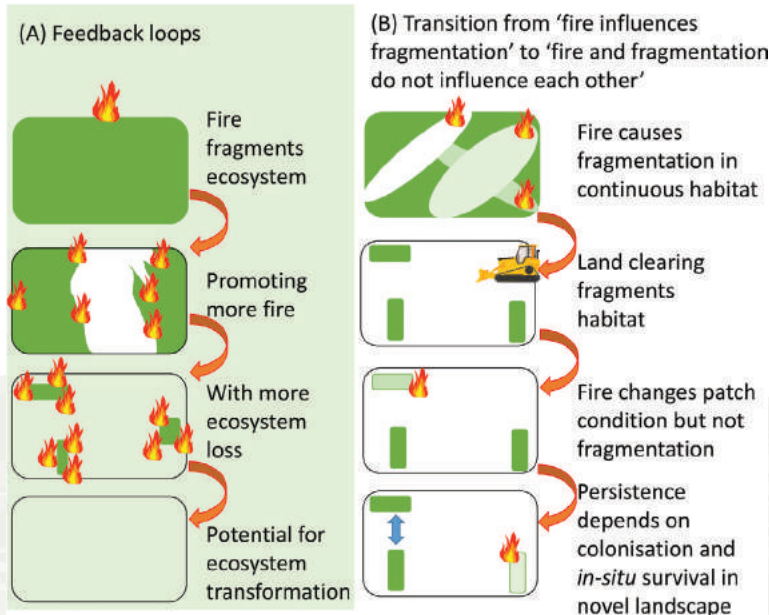 (A) Feedback loops
Fire
fragments
ecosystem
Promoting
more fire
With more
ecosystem
loss
Potential for
ecosystem
transformation
(B) Transition from ‘fire influences
fragmentation’ to ‘fire and fragmentation
do not influence each other’
Fire causes
fragmentation in
continuous habitat
Land clearing
fragments
habitat
Fire changes patch
condition but not
fragmentation
Persistence
depends on
colonisation and
in-situ survival in
novel landscape